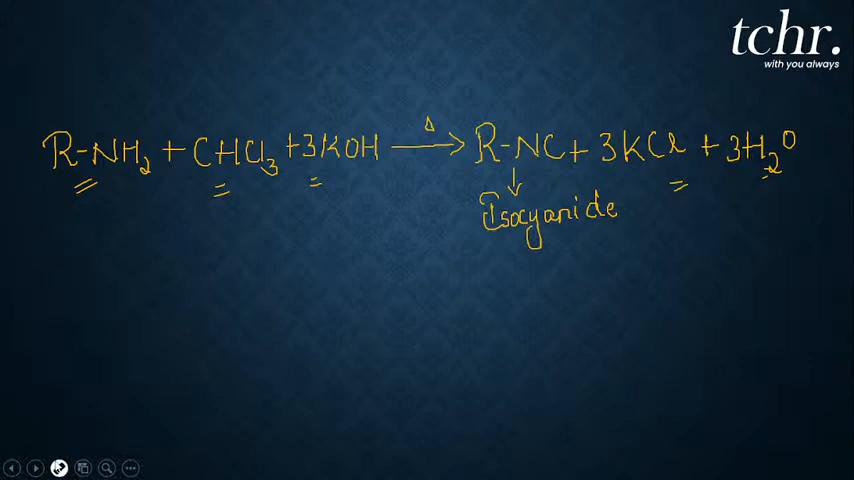 tchr.
with you always
Δ
R-NH₂ + CHCl₃ + 3KOH ⟶ R-NC + 3KCl + 3H₂O
↓
Isocyanide